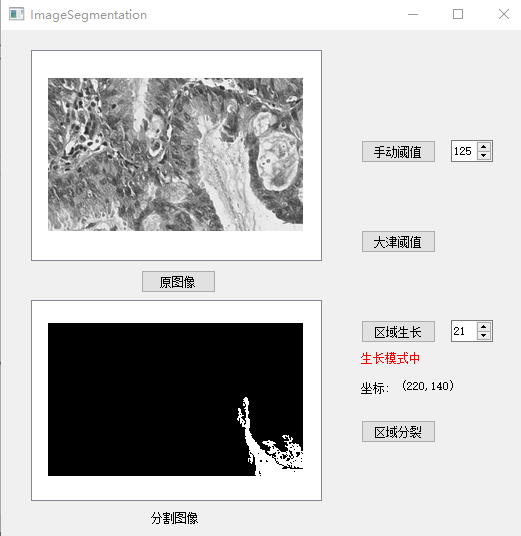 ImageSegmentation
手动阈值 125
大津阈值
原图像
区域生长 21
生长模式中
坐标: (220,140)
区域分裂
分割图像